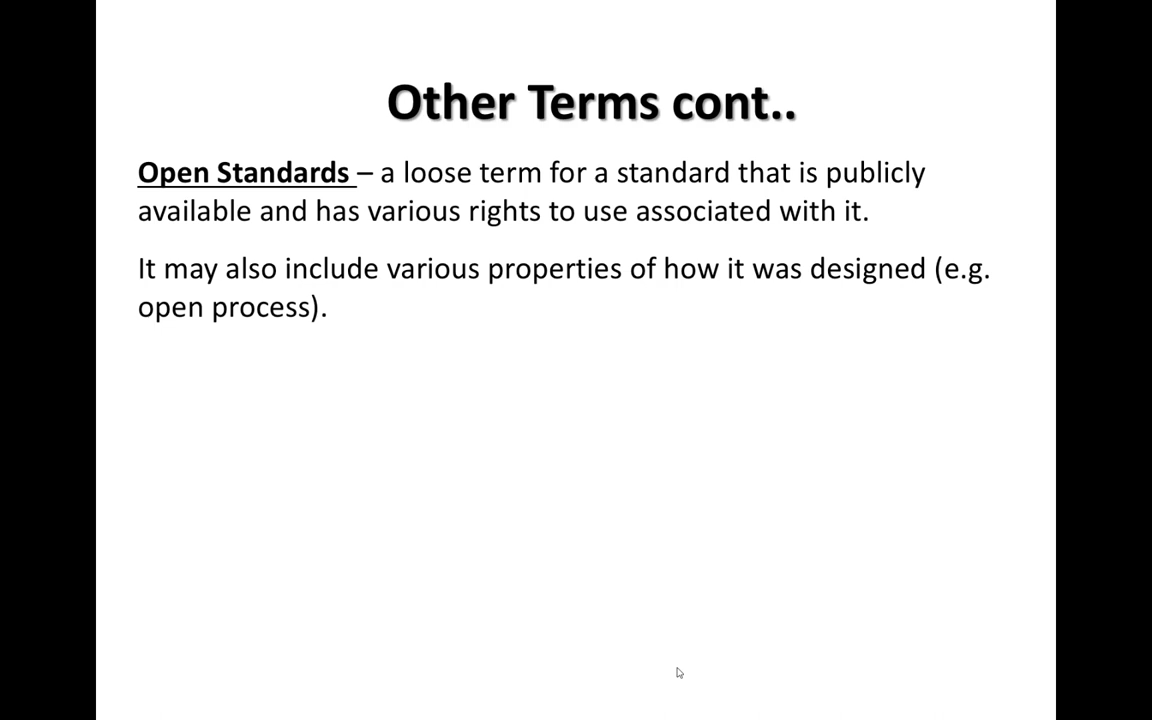 Other Terms cont..
Open Standards – a loose term for a standard that is publicly
available and has various rights to use associated with it.
It may also include various properties of how it was designed (e.g.
open process).